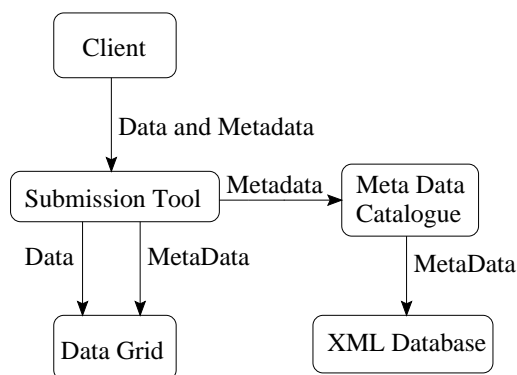 Client
Data and Metadata
Submission Tool
Metadata
Meta Data
Catalogue
Data
MetaData
MetaData
Data Grid
XML Database